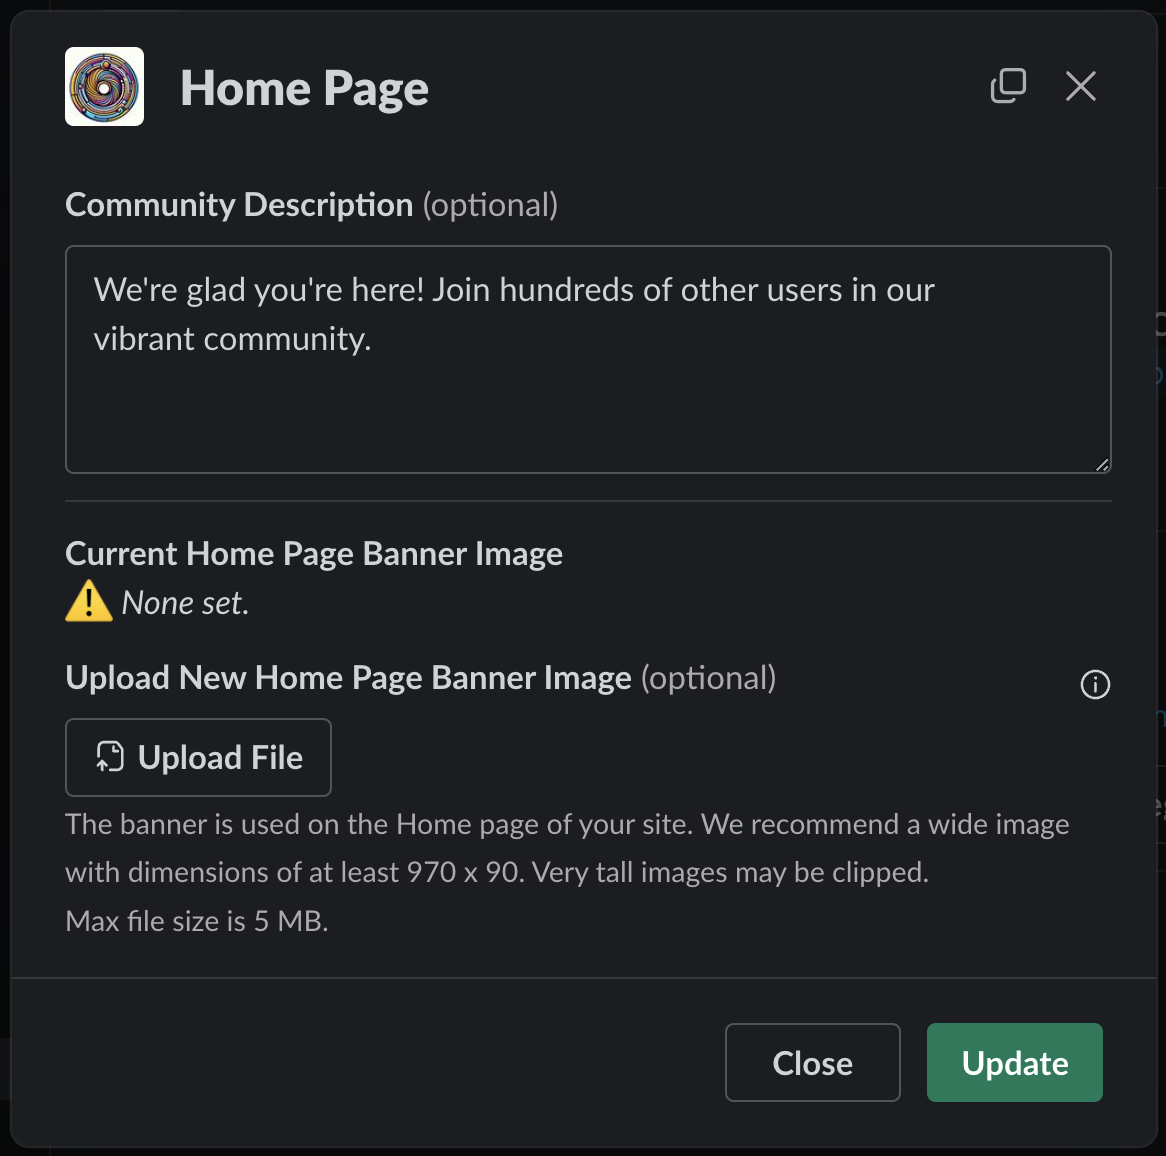 Home Page
Community Description (optional)
We're glad you're here! Join hundreds of other users in our
vibrant community.
Current Home Page Banner Image
None set.
Upload New Home Page Banner Image (optional)
Upload File
The banner is used on the Home page of your site. We recommend a wide image
with dimensions of at least 970 x 90. Very tall images may be clipped.
Max file size is 5 MB.
Close
Update